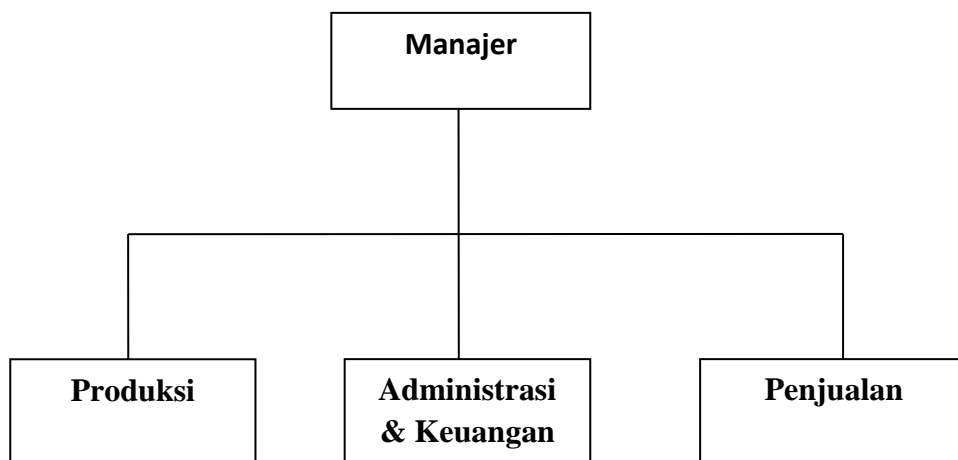 Manajer
Produksi
Administrasi
& Keuangan
Penjualan